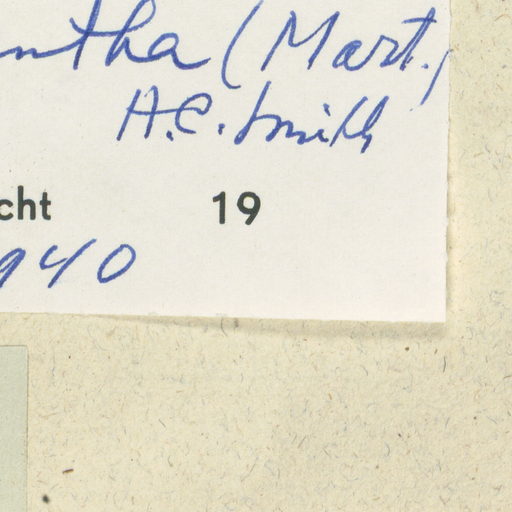 ntha (Mart.)
A.C. Smith
cht 19
940